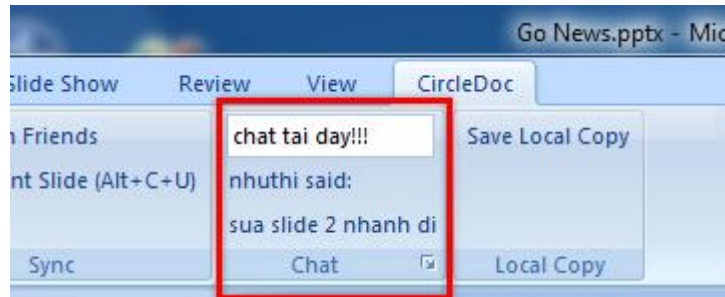 Go News.pptx - Mic
Slide Show Review View CircleDoc
Friends
chat tai day!!!
Save Local Copy
nt Slide (Alt+C+U)
nhuthi said:
sua slide 2 nhanh di
Sync Chat Local Copy